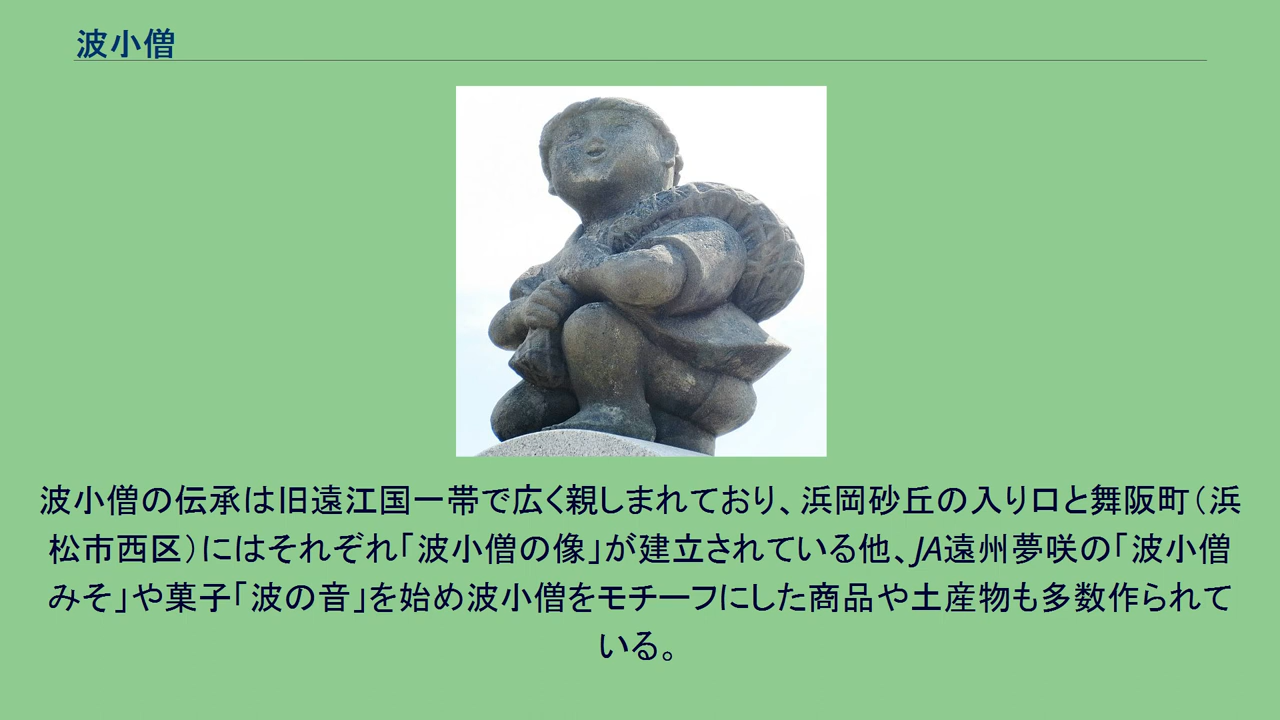 波小僧
波小僧の伝承は旧遠江国一帯で広く親しまれており、浜岡砂丘の入り口と舞阪町（浜
松市西区）にはそれぞれ「波小僧の像」が建立されている他、JA遠州夢咲の「波小僧
みそ」や菓子「波の音」を始め波小僧をモチーフにした商品や土産物も多数作られて
いる。